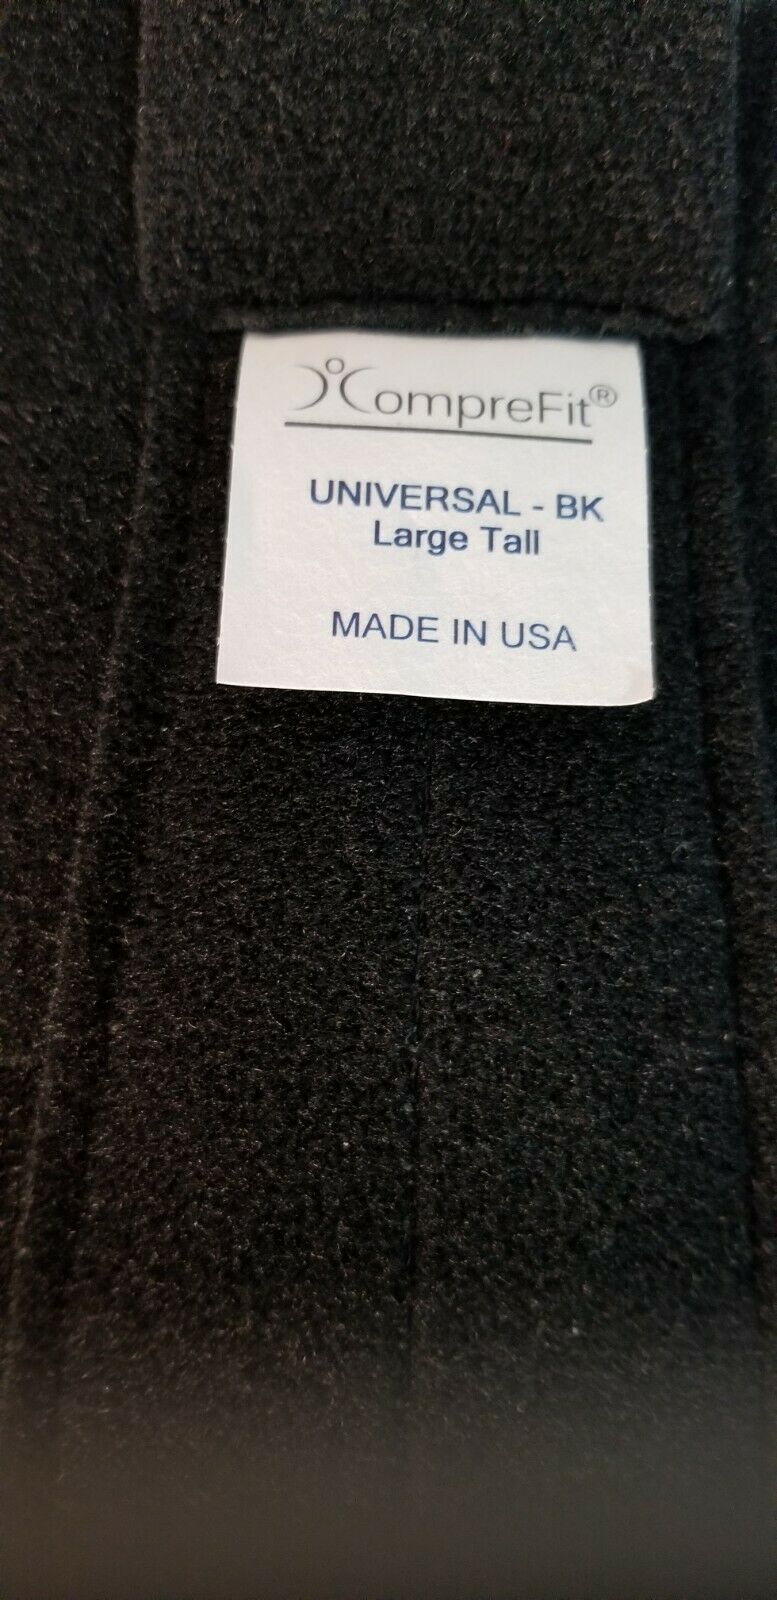 CompreFit®
UNIVERSAL - BK
Large Tall
MADE IN USA